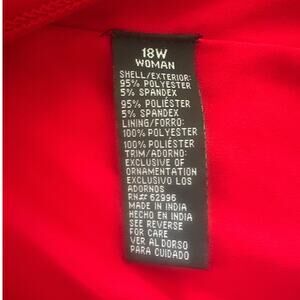 18W
WOMAN
SHELL/EXTERIOR:
95% POLYESTER
5% SPANDEX
95% POLIÉSTER
5% SPANDEX
LINING/FORRO:
100% POLYESTER
100% POLIÉSTER
TRIM/ADORNO:
EXCLUSIVE OF
ORNAMENTATION
EXCLUSIVO LOS
ADORNOS
RN# 62996
MADE IN INDIA
HECHO EN INDIA
SEE REVERSE
FOR CARE
VER AL DORSO
PARA CUIDADO